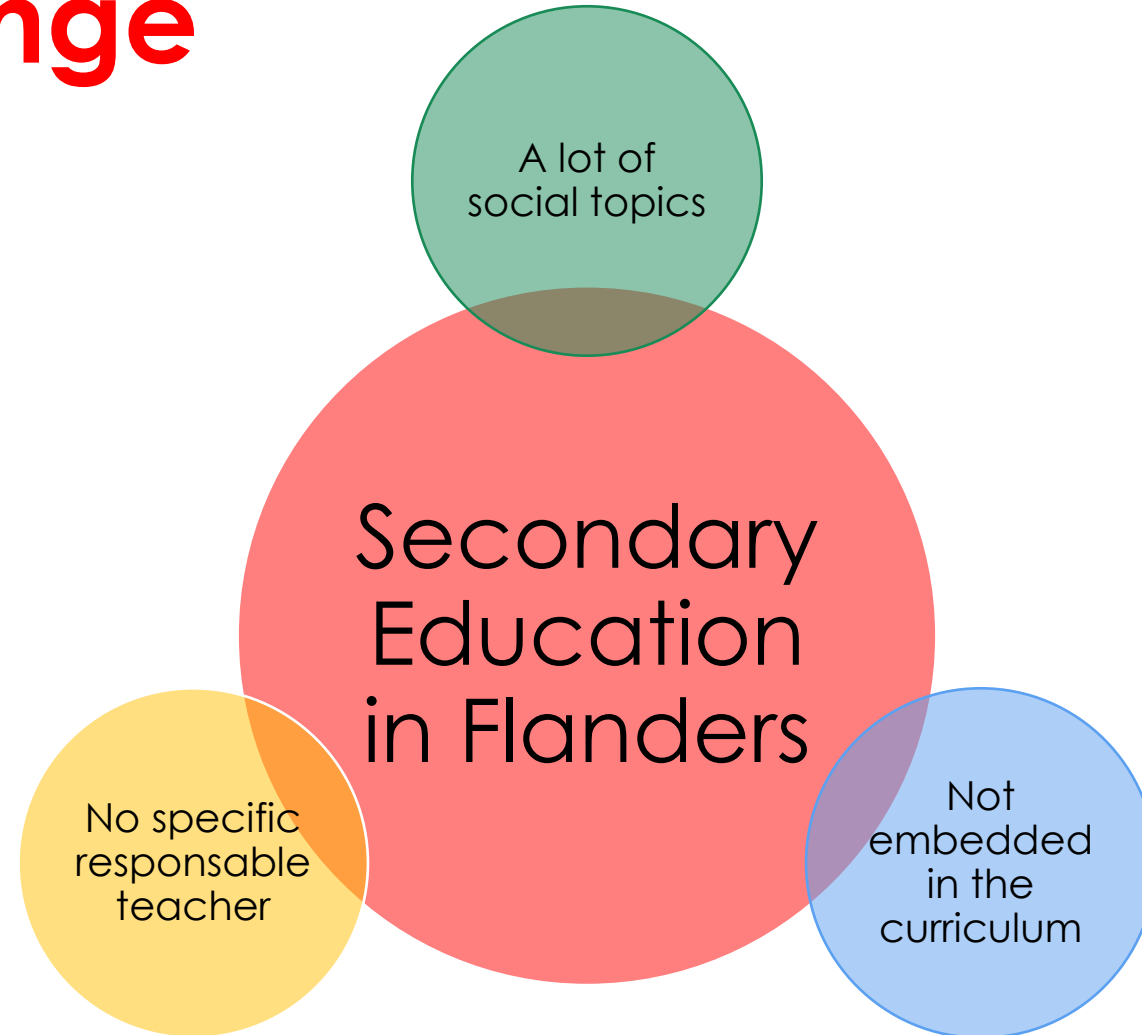 nge
A lot of
social topics
Secondary
Education
in Flanders
No specific
responsable
teacher
Not
embedded
in the
curriculum